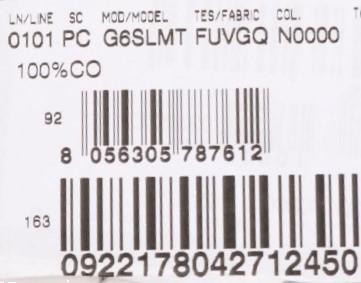 LN/LINE SC MOD/MODEL TES/FABRIC COL.
0101 PC G6SLMT FUVGQ N0000
100%CO
92
8 056305 787612
163
0922178042712450